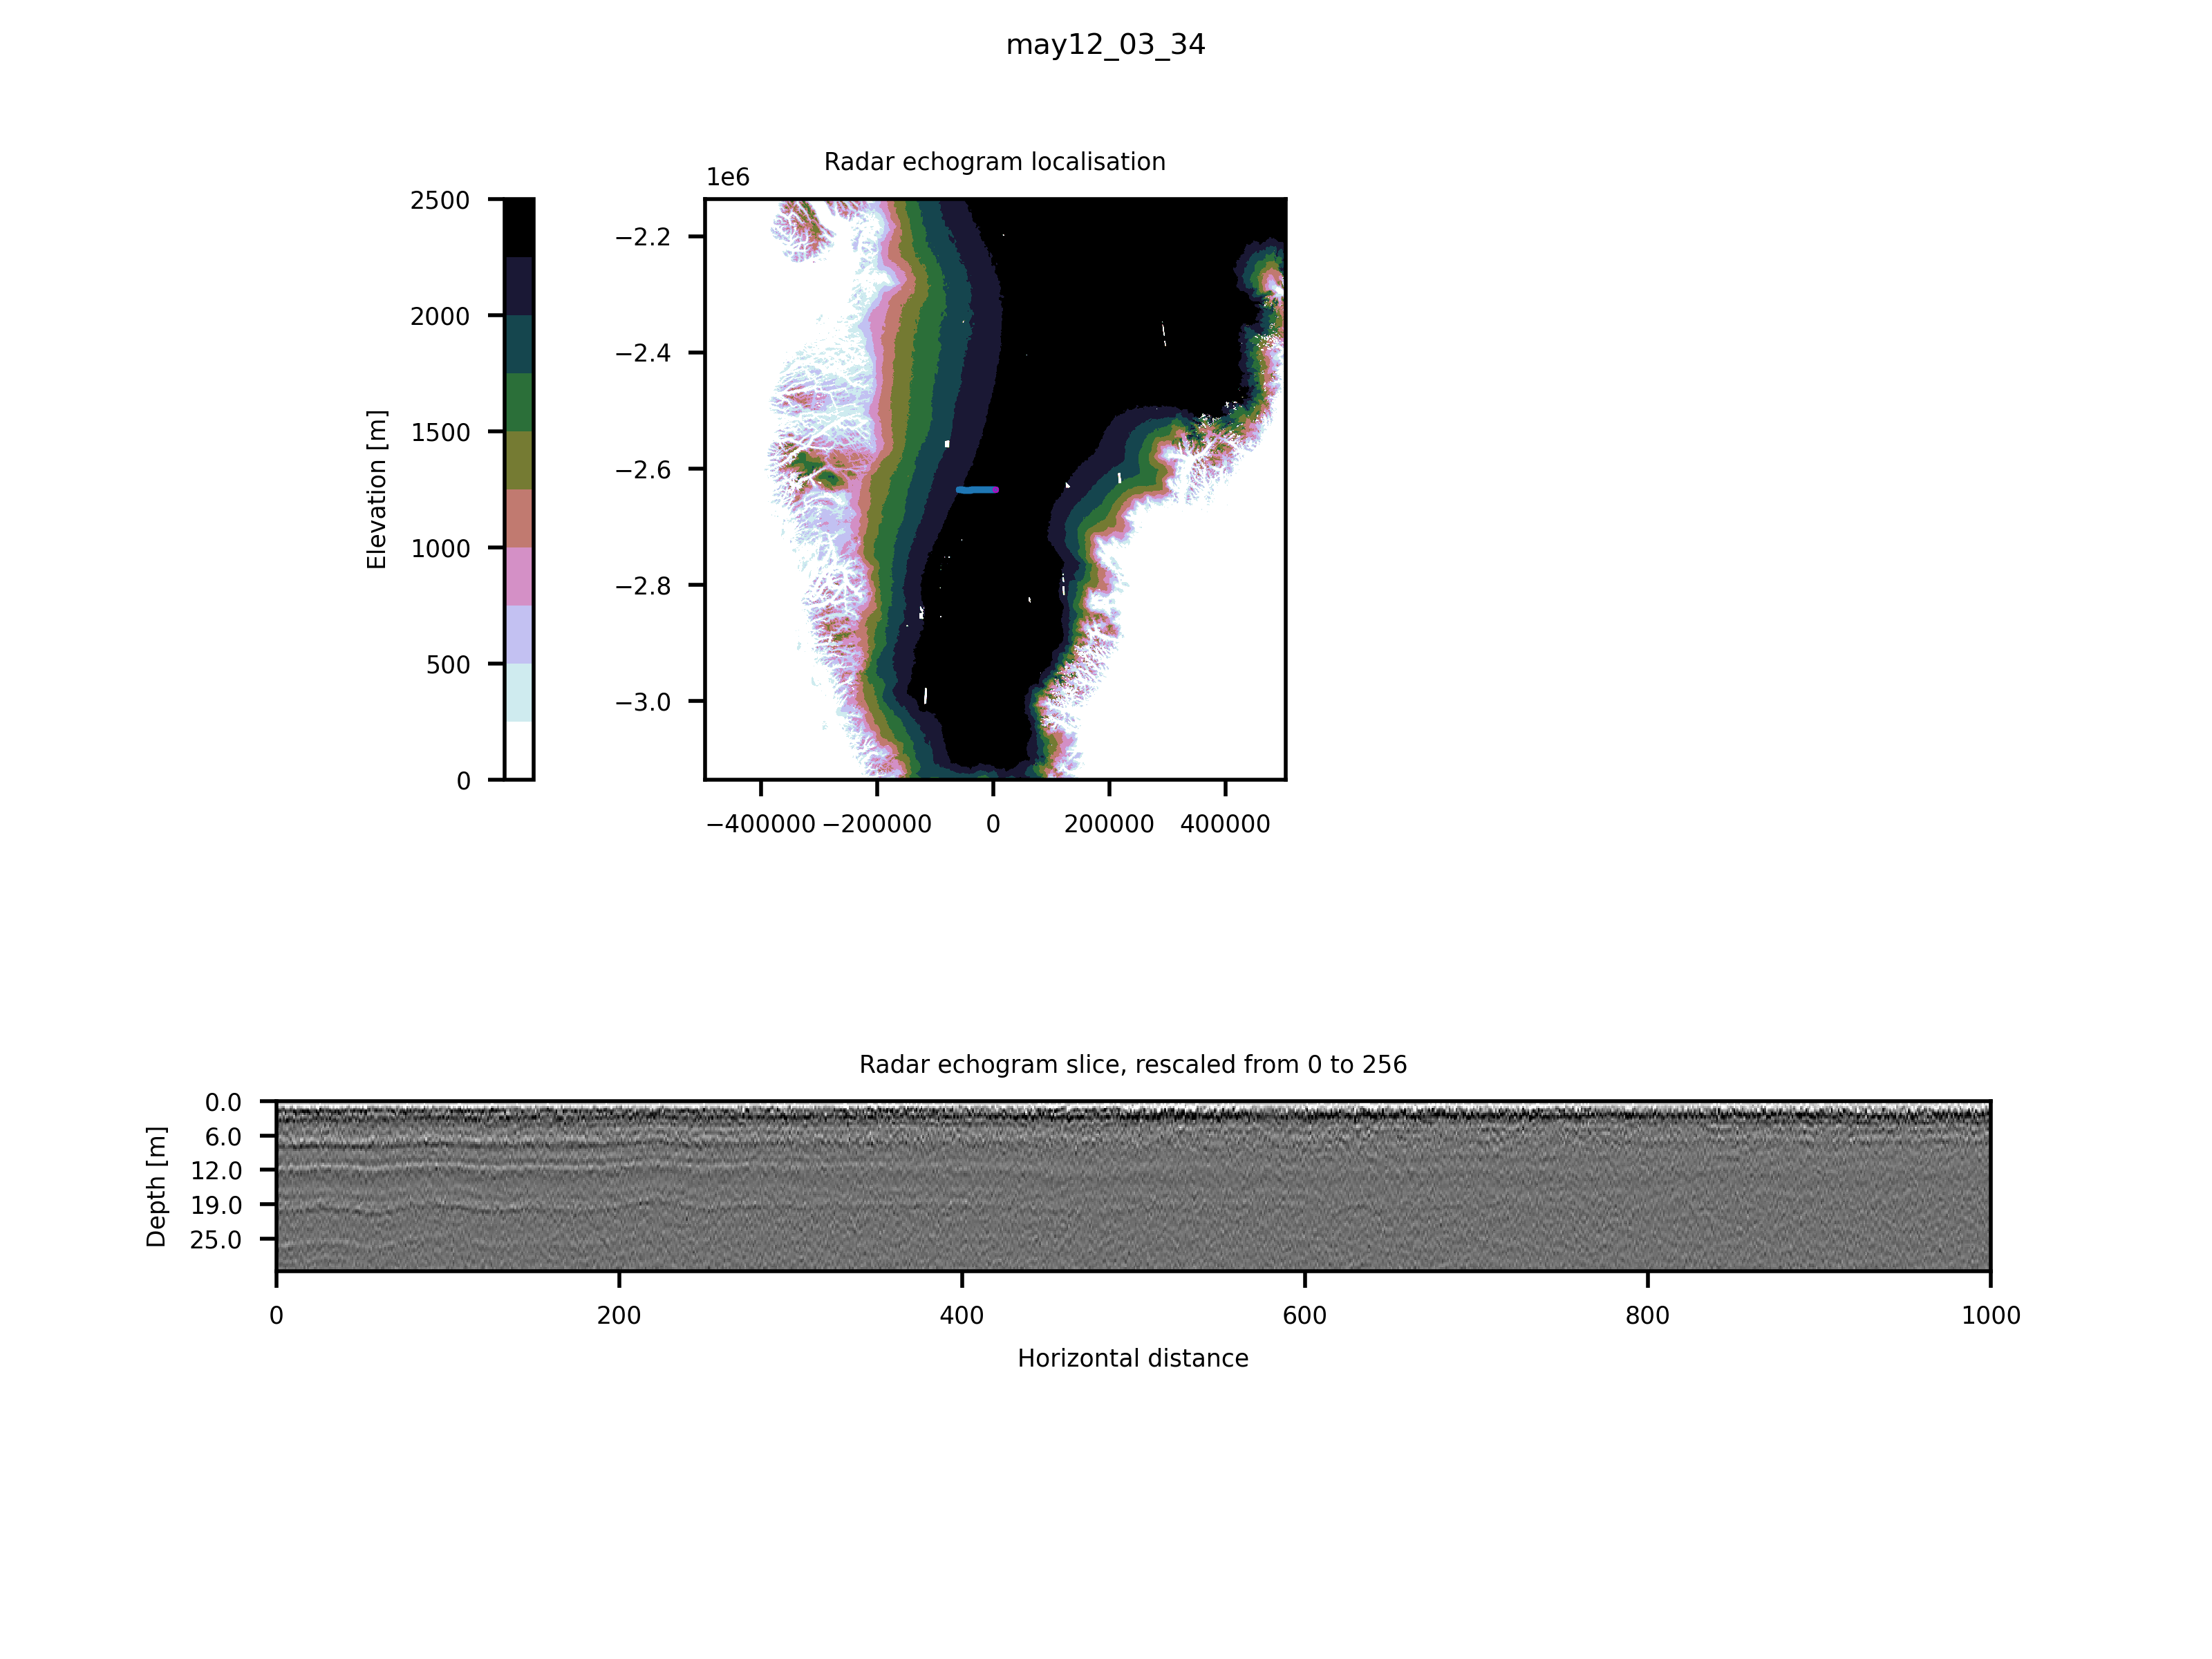 may12_03_34
Radar echogram localisation
1e6
2500
2000
1500
1000
500
0
Elevation [m]
−2.2
−2.4
−2.6
−2.8
−3.0
−400000 −200000 0 200000 400000
Radar echogram slice, rescaled from 0 to 256
0.0
6.0
12.0
19.0
25.0
Depth [m]
0 200 400 600 800 1000
Horizontal distance